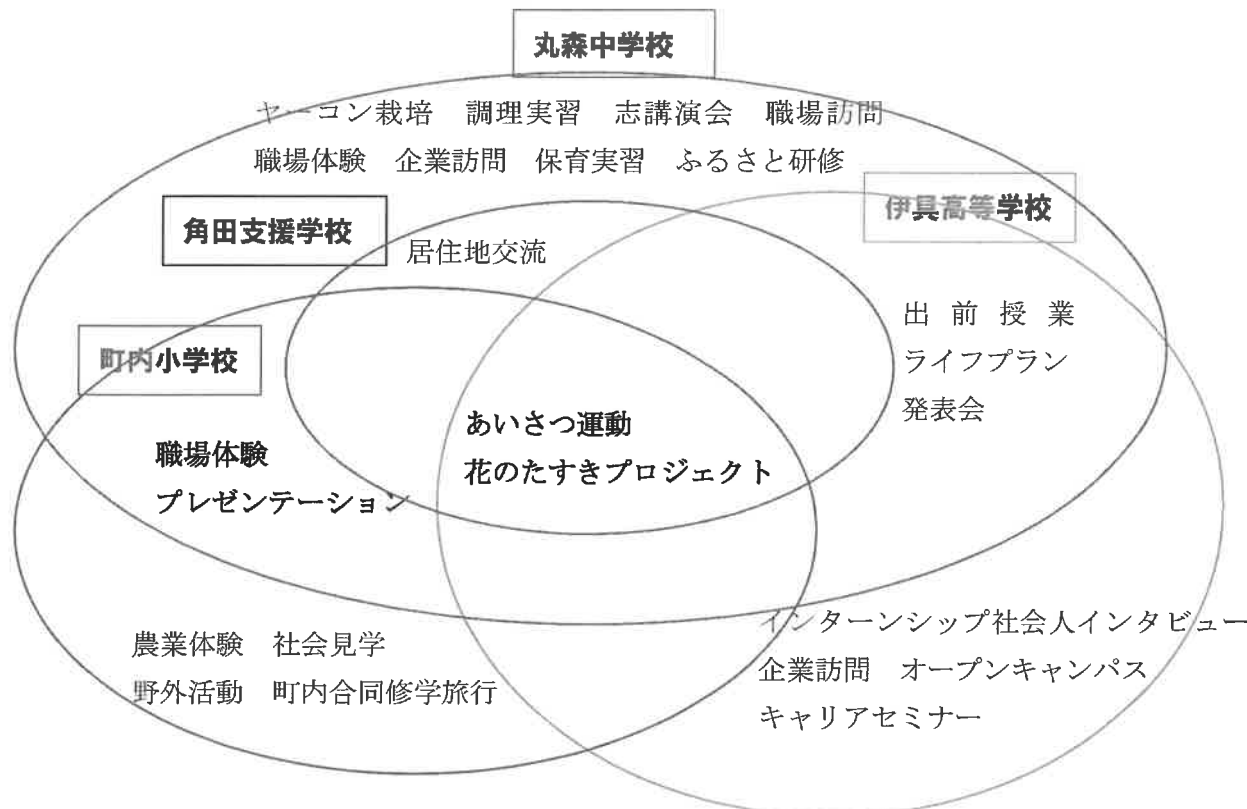 丸森中学校
ヤーコン栽培　調理実習　志講演会　職場訪問
職場体験　企業訪問　保育実習　ふるさと研修
伊具高等学校
角田支援学校
居住地交流
出前授業
ライフプラン
発表会
町内小学校
あいさつ運動
花のたすきプロジェクト
職場体験
プレゼンテーション
インターンシップ社会人インタビュー
企業訪問　オープンキャンパス
キャリアセミナー
農業体験　社会見学
野外活動　町内合同修学旅行